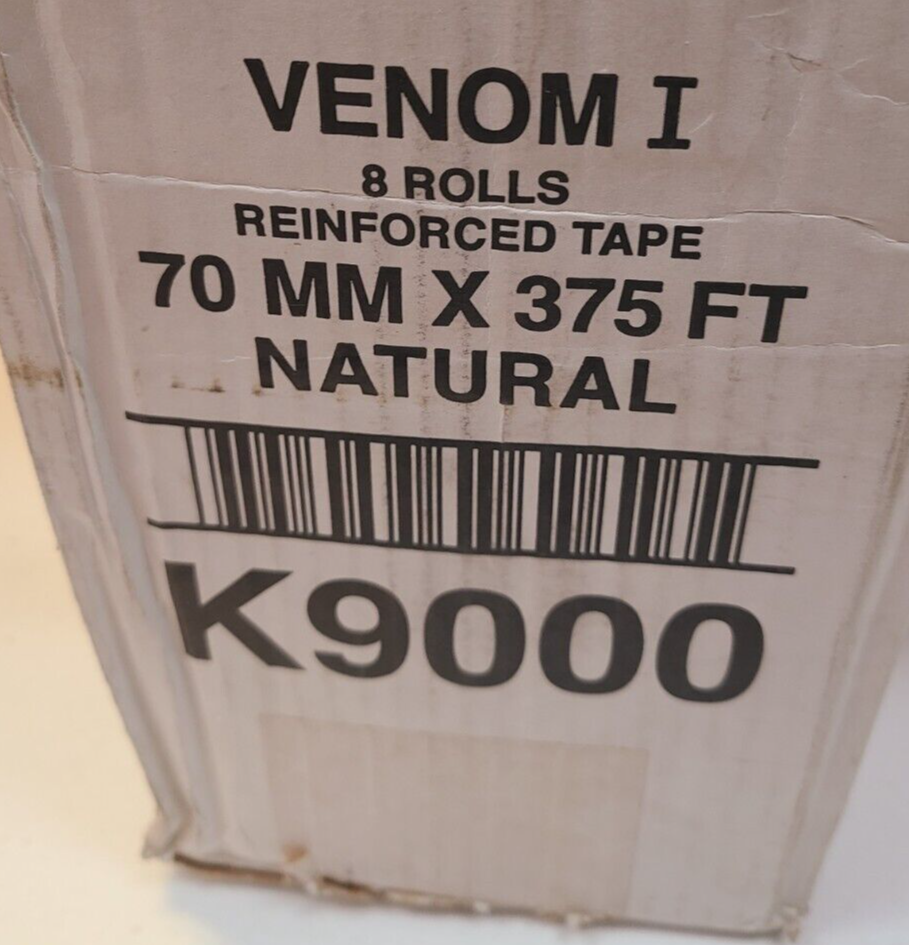 VENOM I
8 ROLLS
REINFORCED TAPE
70 MM X 375 FT
NATURAL
K9000